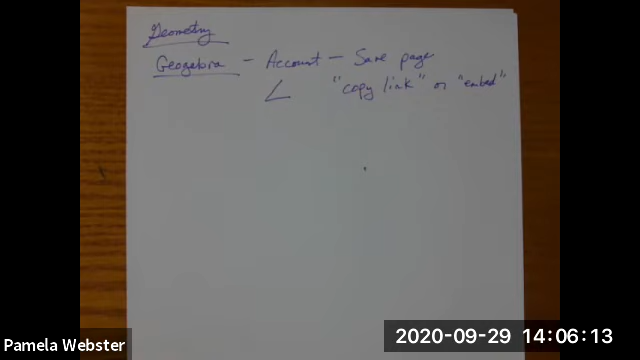 Geometry
Geogebra - Account - Save page
"copy link" or "embed"
Pamela Webster
2020-09-29 14:06:13